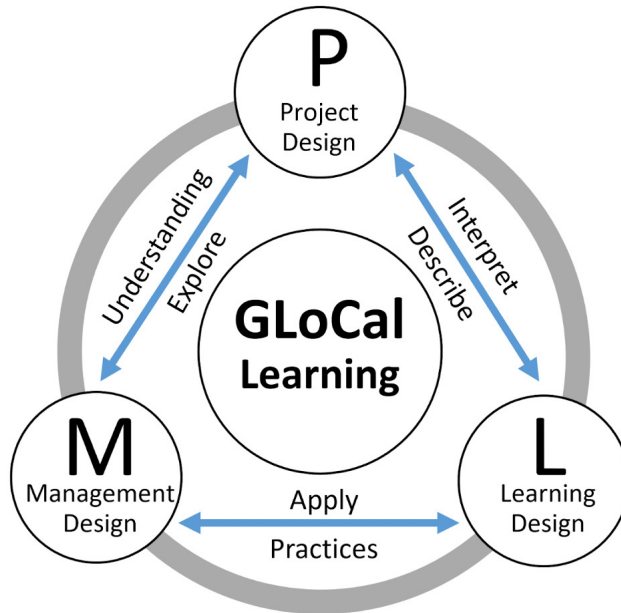 P
Project
Design
Understanding
Explore
Interpret
Describe
GLoCal
Learning
M
Management
Design
Apply
Practices
L
Learning
Design